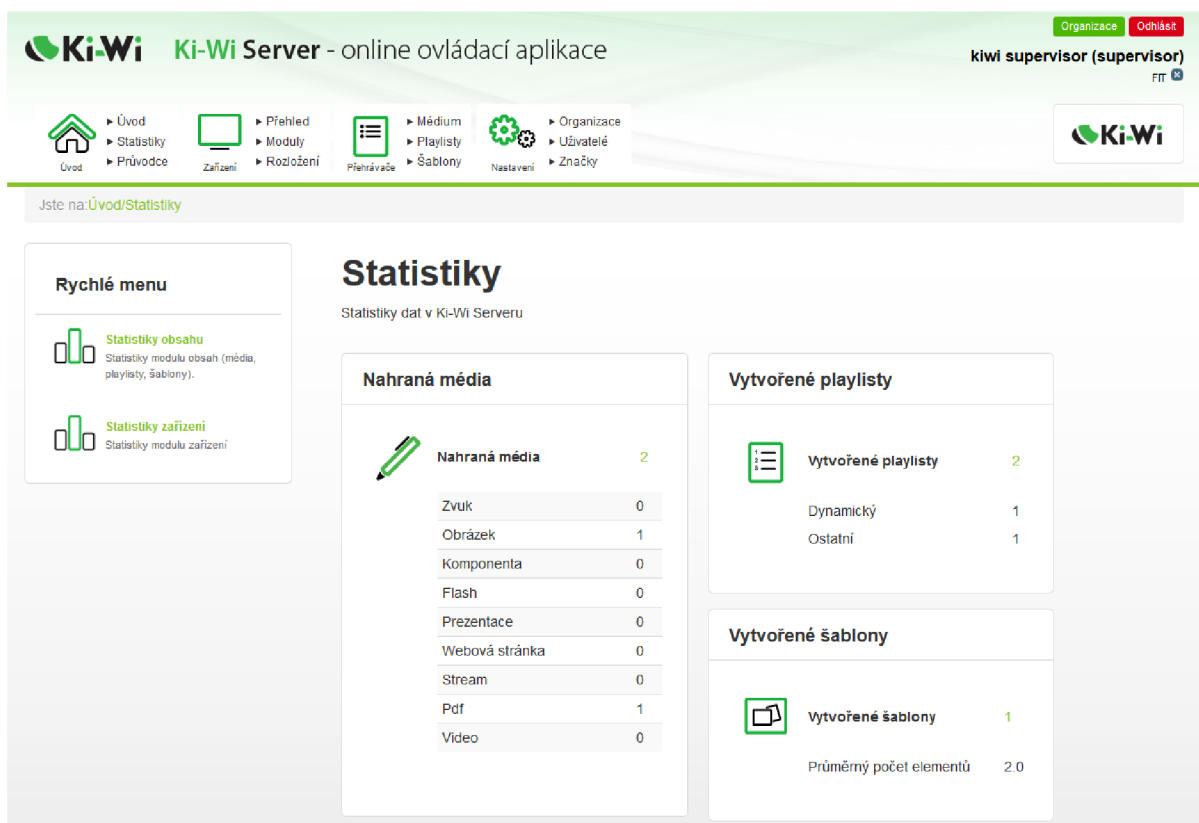 Organizace Odhlásit
Ki-Wi Ki-Wi Server - online ovládací aplikace
kiwi supervisor (supervisor)
FIT
Úvod
Statistiky
Průvodce
Úvod
Přehled
Moduly
Rozložení
Zařízení
Médium
Playlisty
Šablony
Přehrávače
Organizace
Uživatelé
Značky
Nastavení
Ki-Wi
Jste na:Úvod/Statistiky
Rychlé menu
Statistiky obsahu
Statistiky modulu obsah (média,
playlisty, šablony).
Statistiky zařízení
Statistiky modulu zařízení
Statistiky
Statistiky dat v Ki-Wi Serveru
Nahraná média
Nahraná média 2
Zvuk 0
Obrázek 1
Komponenta 0
Flash 0
Prezentace 0
Webová stránka 0
Stream 0
Pdf 1
Video 0
Vytvořené playlisty
1
2
3
Vytvořené playlisty 2
Dynamický 1
Ostatní 1
Vytvořené šablony
Vytvořené šablony 1
Průměrný počet elementů 2.0